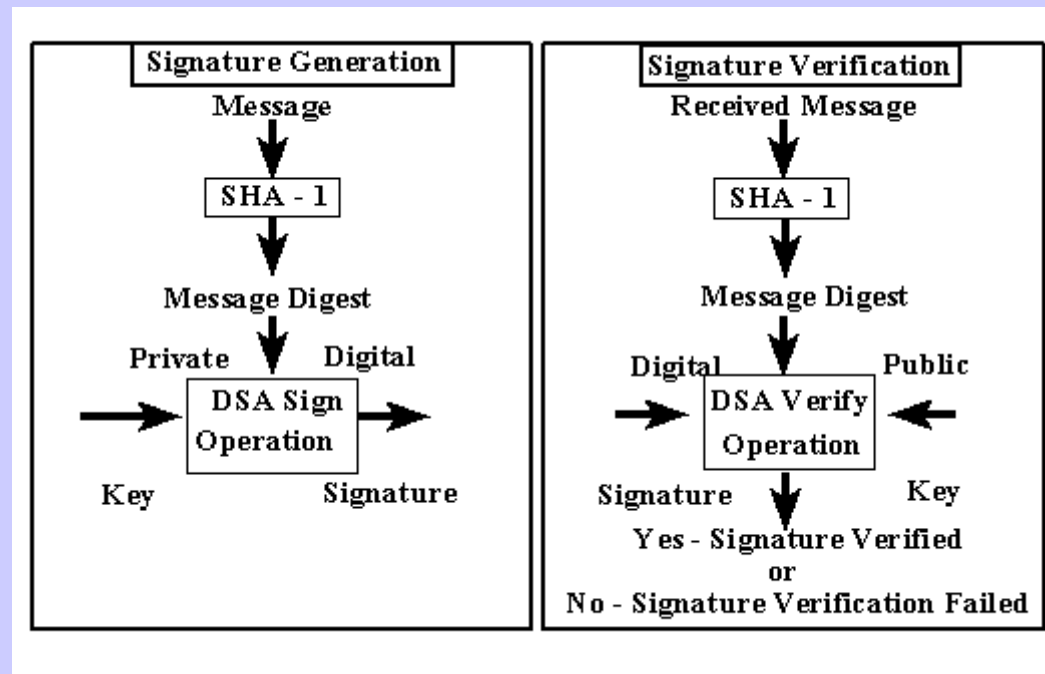 Signature Generation
Message
SHA - 1
Message Digest
Private
Digital
DSA Sign
Operation
Key
Signature
Signature Verification
Received Message
SHA - 1
Message Digest
Digital
Public
DSA Verify
Operation
Signature
Key
Yes - Signature Verified
or
No - Signature Verification Failed